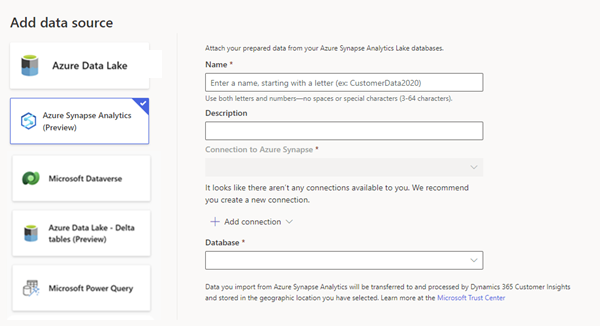 Add data source
Azure Data Lake
Azure Synapse Analytics
(Preview)
Microsoft Dataverse
Azure Data Lake - Delta
tables (Preview)
Microsoft Power Query
Attach your prepared data from your Azure Synapse Analytics Lake databases.
Name *
Enter a name, starting with a letter (ex: CustomerData2020)
Use both letters and numbers—no spaces or special characters (3-64 characters).
Description
Connection to Azure Synapse *
It looks like there aren't any connections available to you. We recommend
you create a new connection.
Add connection
Database *
Data you import from Azure Synapse Analytics will be transferred to and processed by Dynamics 365 Customer Insights
and stored in the geographic location you have selected. Learn more at the Microsoft Trust Center